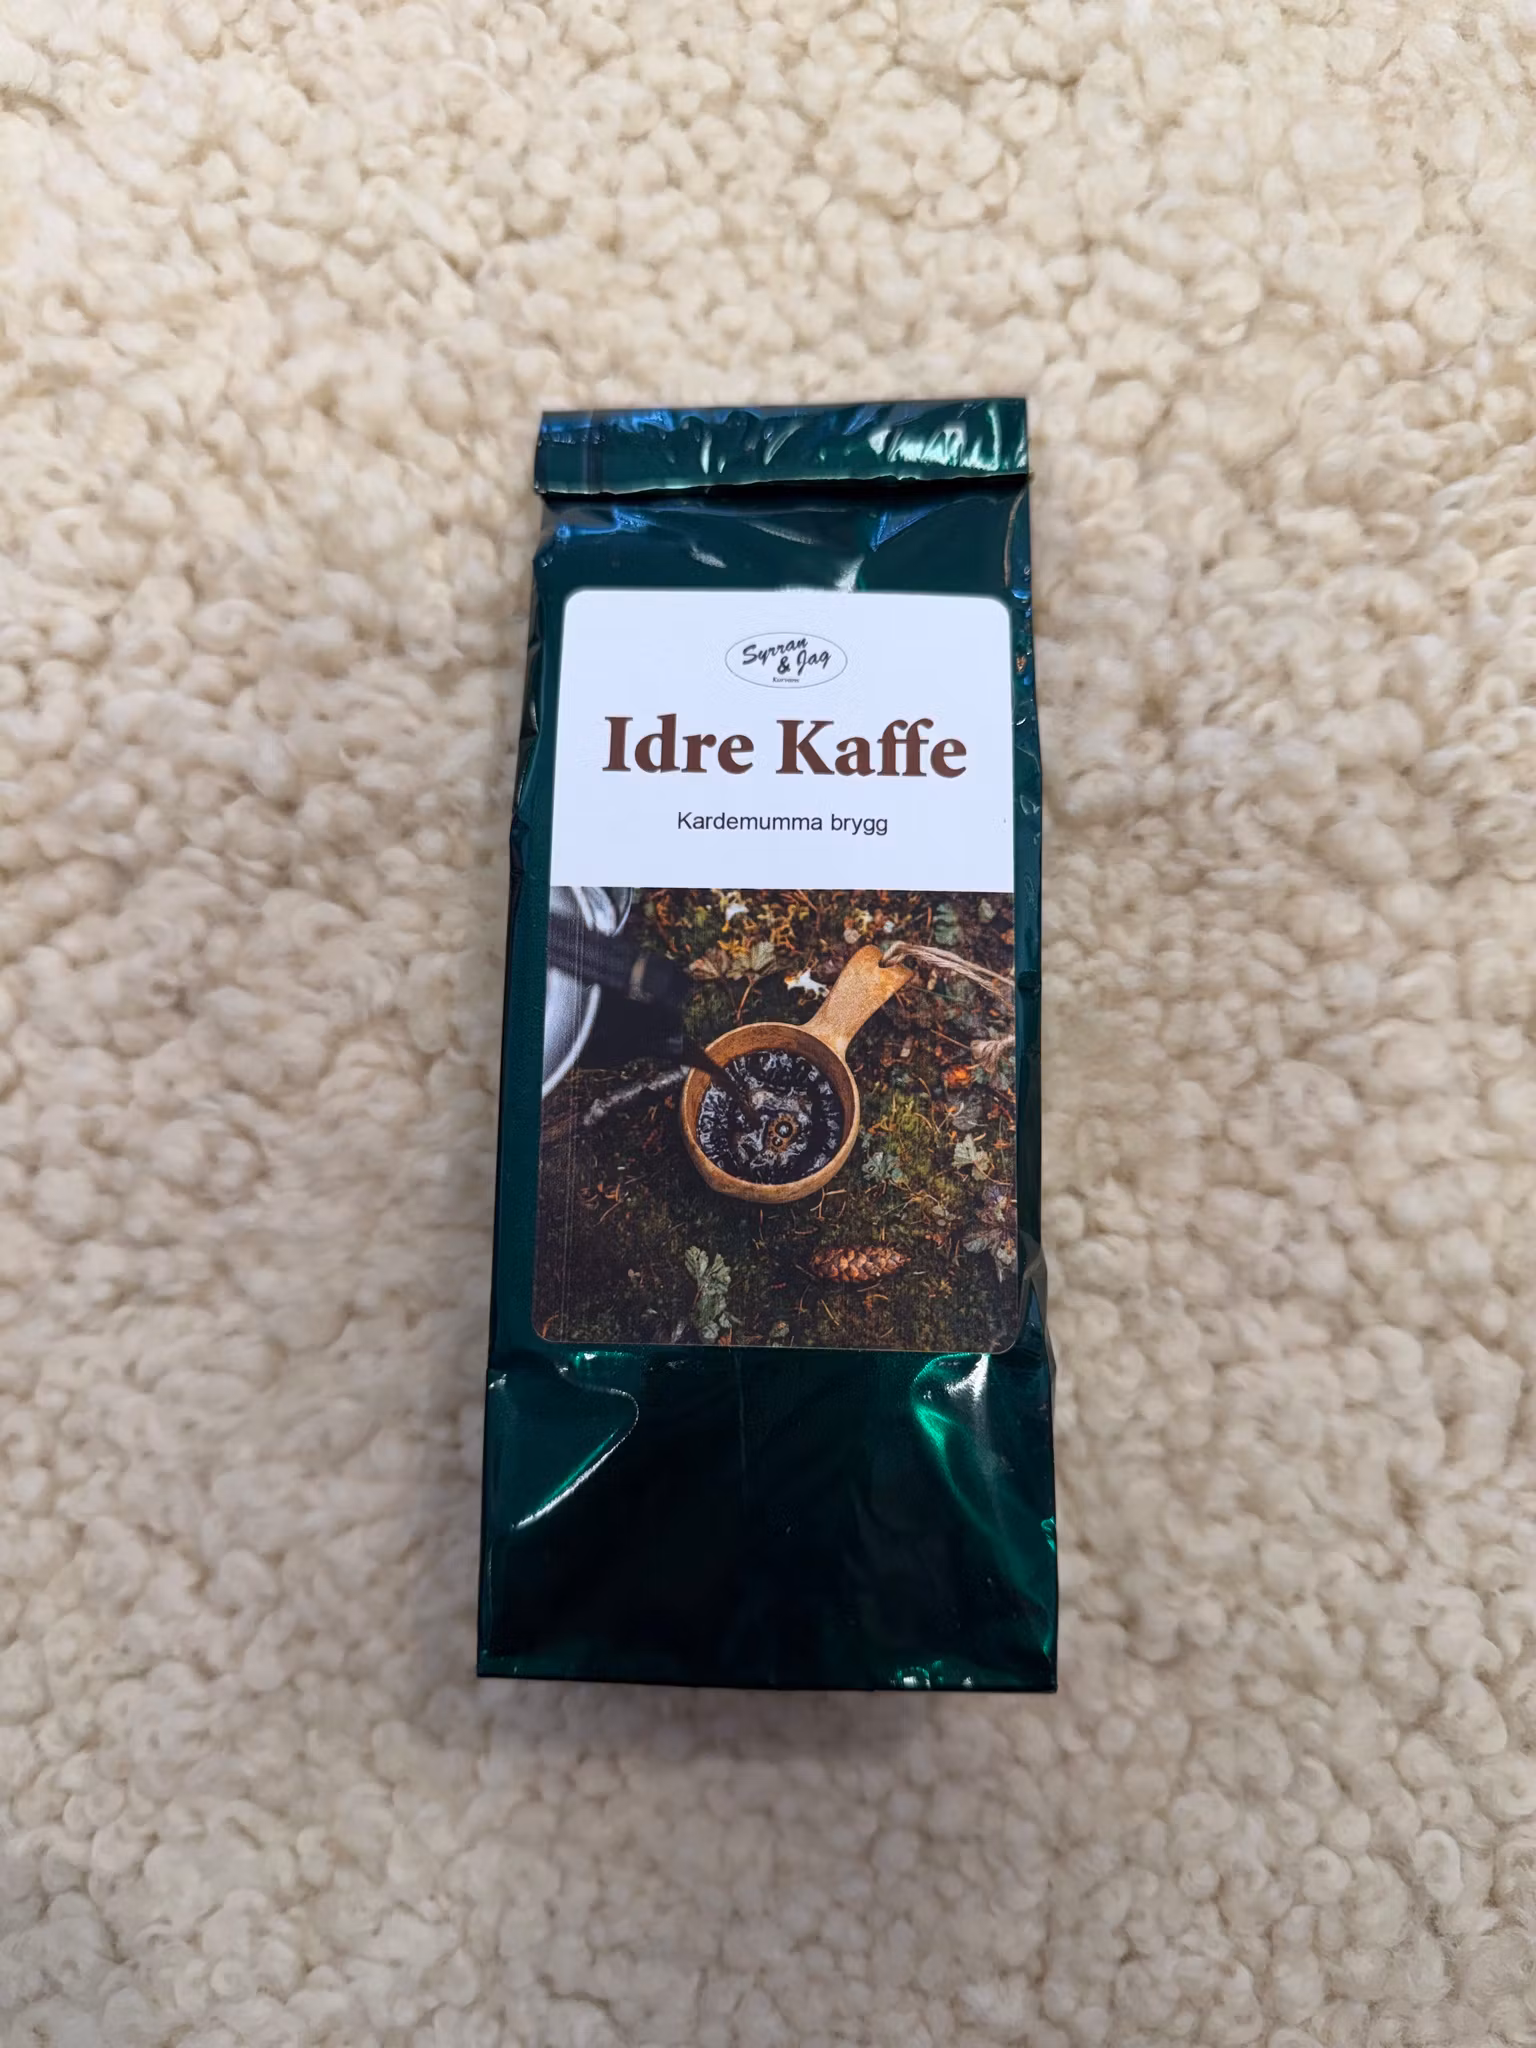 Syrran
& Jag
Idre Kaffe
Kardemumma brygg